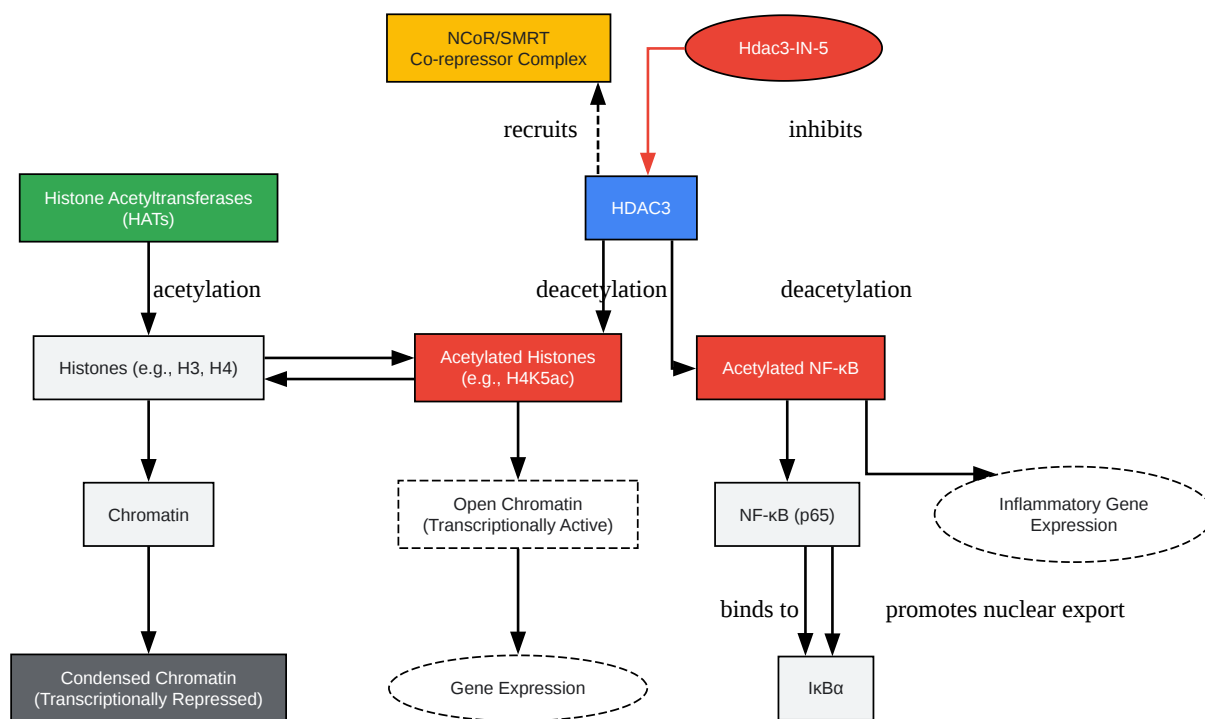 NCoR/SMRT
Co-repressor Complex
Hdac3-IN-5
recruits
inhibits
Histone Acetyltransferases
(HATs)
HDAC3
acetylation
deacetylation
deacetylation
Histones (e.g., H3, H4)
Acetylated Histones
(e.g., H4K5ac)
Acetylated NF-κB
Chromatin
Open Chromatin
(Transcriptionally Active)
NF-κB (p65)
Inflammatory Gene
Expression
binds to
promotes nuclear export
Condensed Chromatin
(Transcriptionally Repressed)
Gene Expression
IκBα